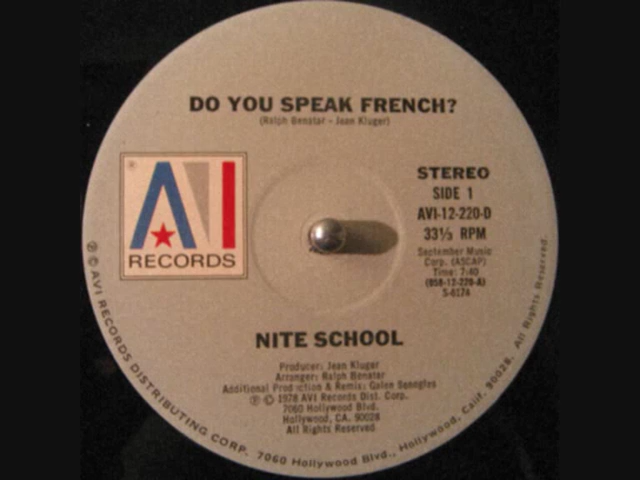 DO YOU SPEAK FRENCH?
(Ralph Benatar - Jean Kluger)
®
AVI
RECORDS
STEREO
SIDE 1
AVI-12-220-D
33⅓ RPM
September Music
Corp. (ASCAP)
Time: 7:40
(058-12-220-A)
S-6174
NITE SCHOOL
Producer: Jean Kluger
Arranger: Ralph Benatar
Additional Production & Remix: Galen Senogles
℗ © 1978 AVI Records Dist. Corp.
7060 Hollywood Blvd.
Hollywood, CA. 90028
All Rights Reserved
℗ © AVI RECORDS DISTRIBUTING CORP. 7060 Hollywood Blvd., Hollywood, Calif. 90028. All Rights Reserved.